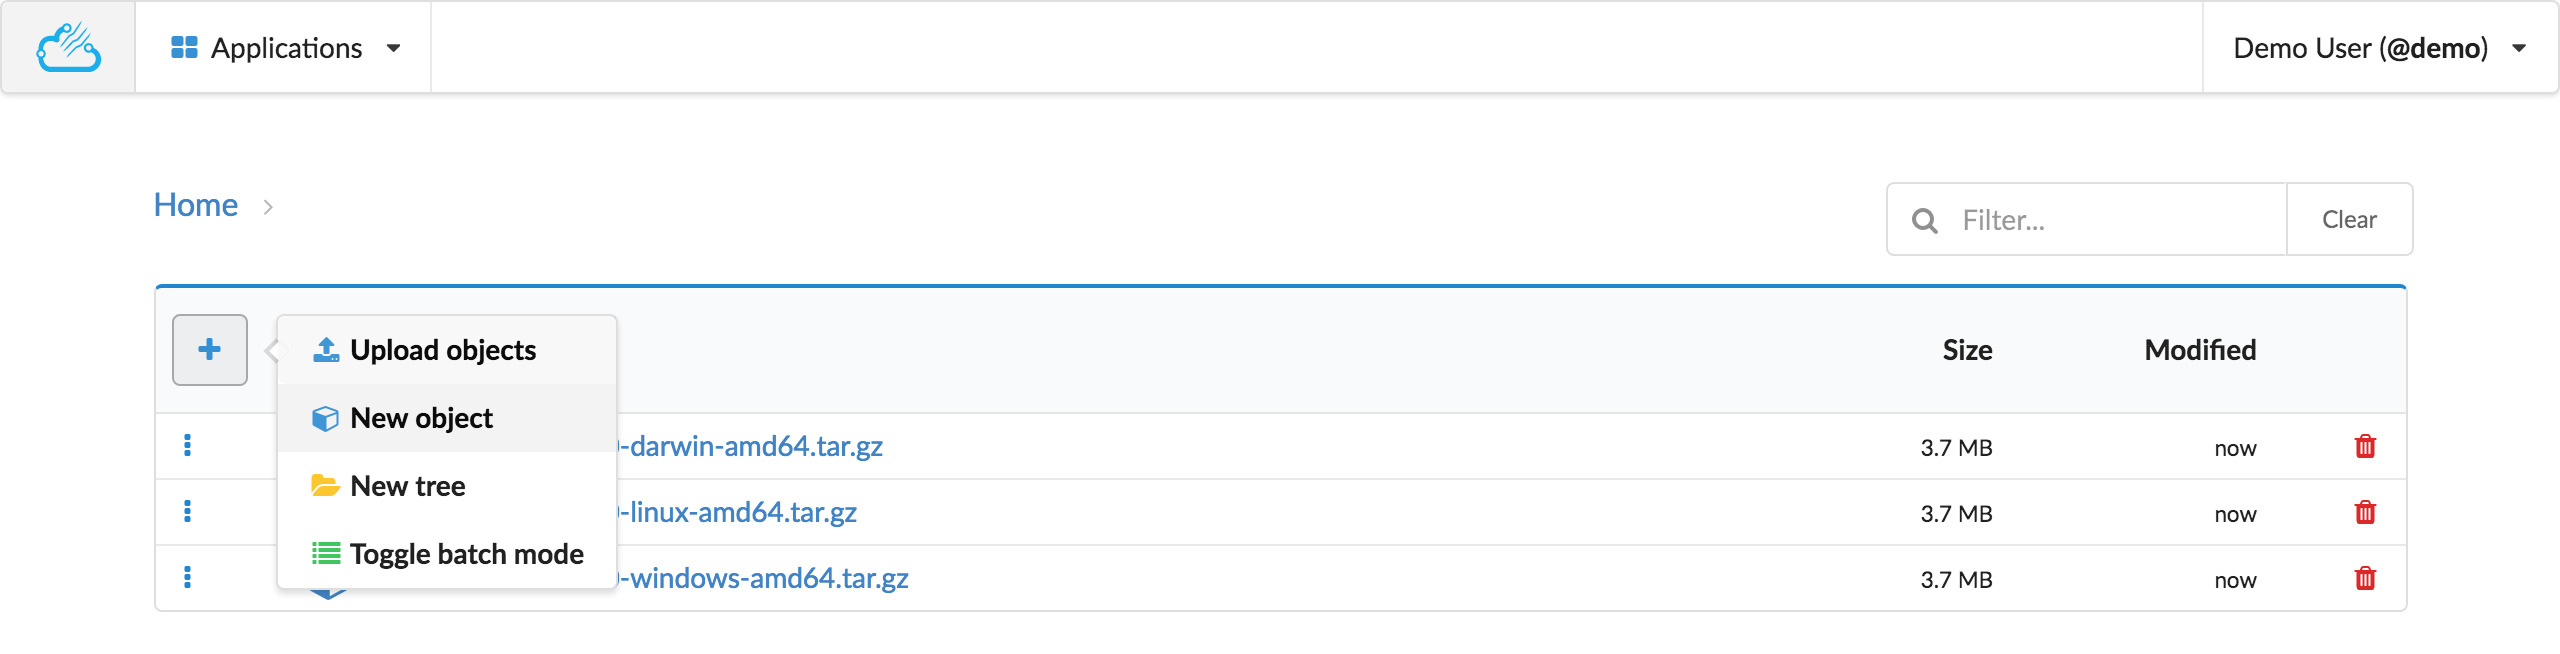 Applications
Demo User (@demo)
Home
Filter...
Clear
Upload objects
Size
Modified
New object
-darwin-amd64.tar.gz
3.7 MB
now
New tree
-linux-amd64.tar.gz
3.7 MB
now
Toggle batch mode
-windows-amd64.tar.gz
3.7 MB
now